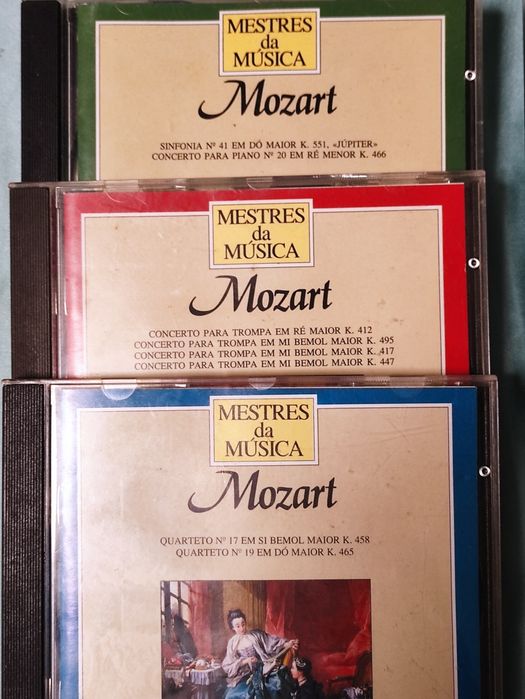 MESTRES
da
MÚSICA
Mozart
SINFONIA Nº 41 EM DÓ MAIOR K. 551, «JÚPITER»
CONCERTO PARA PIANO Nº 20 EM RÉ MENOR K. 466
MESTRES
da
MÚSICA
Mozart
CONCERTO PARA TROMPA EM RÉ MAIOR K. 412
CONCERTO PARA TROMPA EM MI BEMOL MAIOR K. 495
CONCERTO PARA TROMPA EM MI BEMOL MAIOR K. 417
CONCERTO PARA TROMPA EM MI BEMOL MAIOR K. 447
MESTRES
da
MÚSICA
Mozart
QUARTETO Nº 17 EM SI BEMOL MAIOR K. 458
QUARTETO Nº 19 EM DÓ MAIOR K. 465